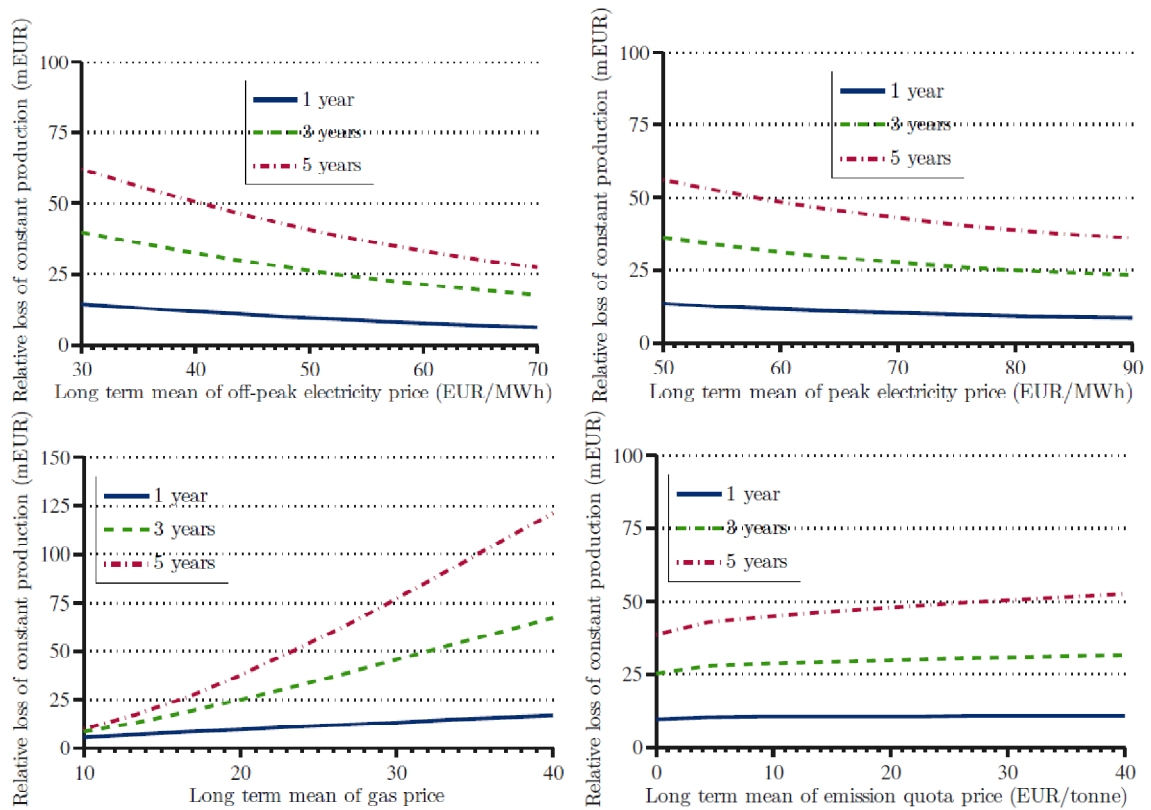 Relative loss of constant production (mEUR)
100
75
50
25
0
1 year
3 years
5 years
30 40 50 60 70
Long term mean of off-peak electricity price (EUR/MWh)
Relative loss of constant production (mEUR)
100
75
50
25
0
1 year
3 years
5 years
50 60 70 80 90
Long term mean of peak electricity price (EUR/MWh)
Relative loss of constant production (mEUR)
150
125
100
75
50
25
0
1 year
3 years
5 years
10 20 30 40
Long term mean of gas price
Relative loss of constant production (mEUR)
100
75
50
25
0
1 year
3 years
5 years
0 10 20 30 40
Long term mean of emission quota price (EUR/tonne)